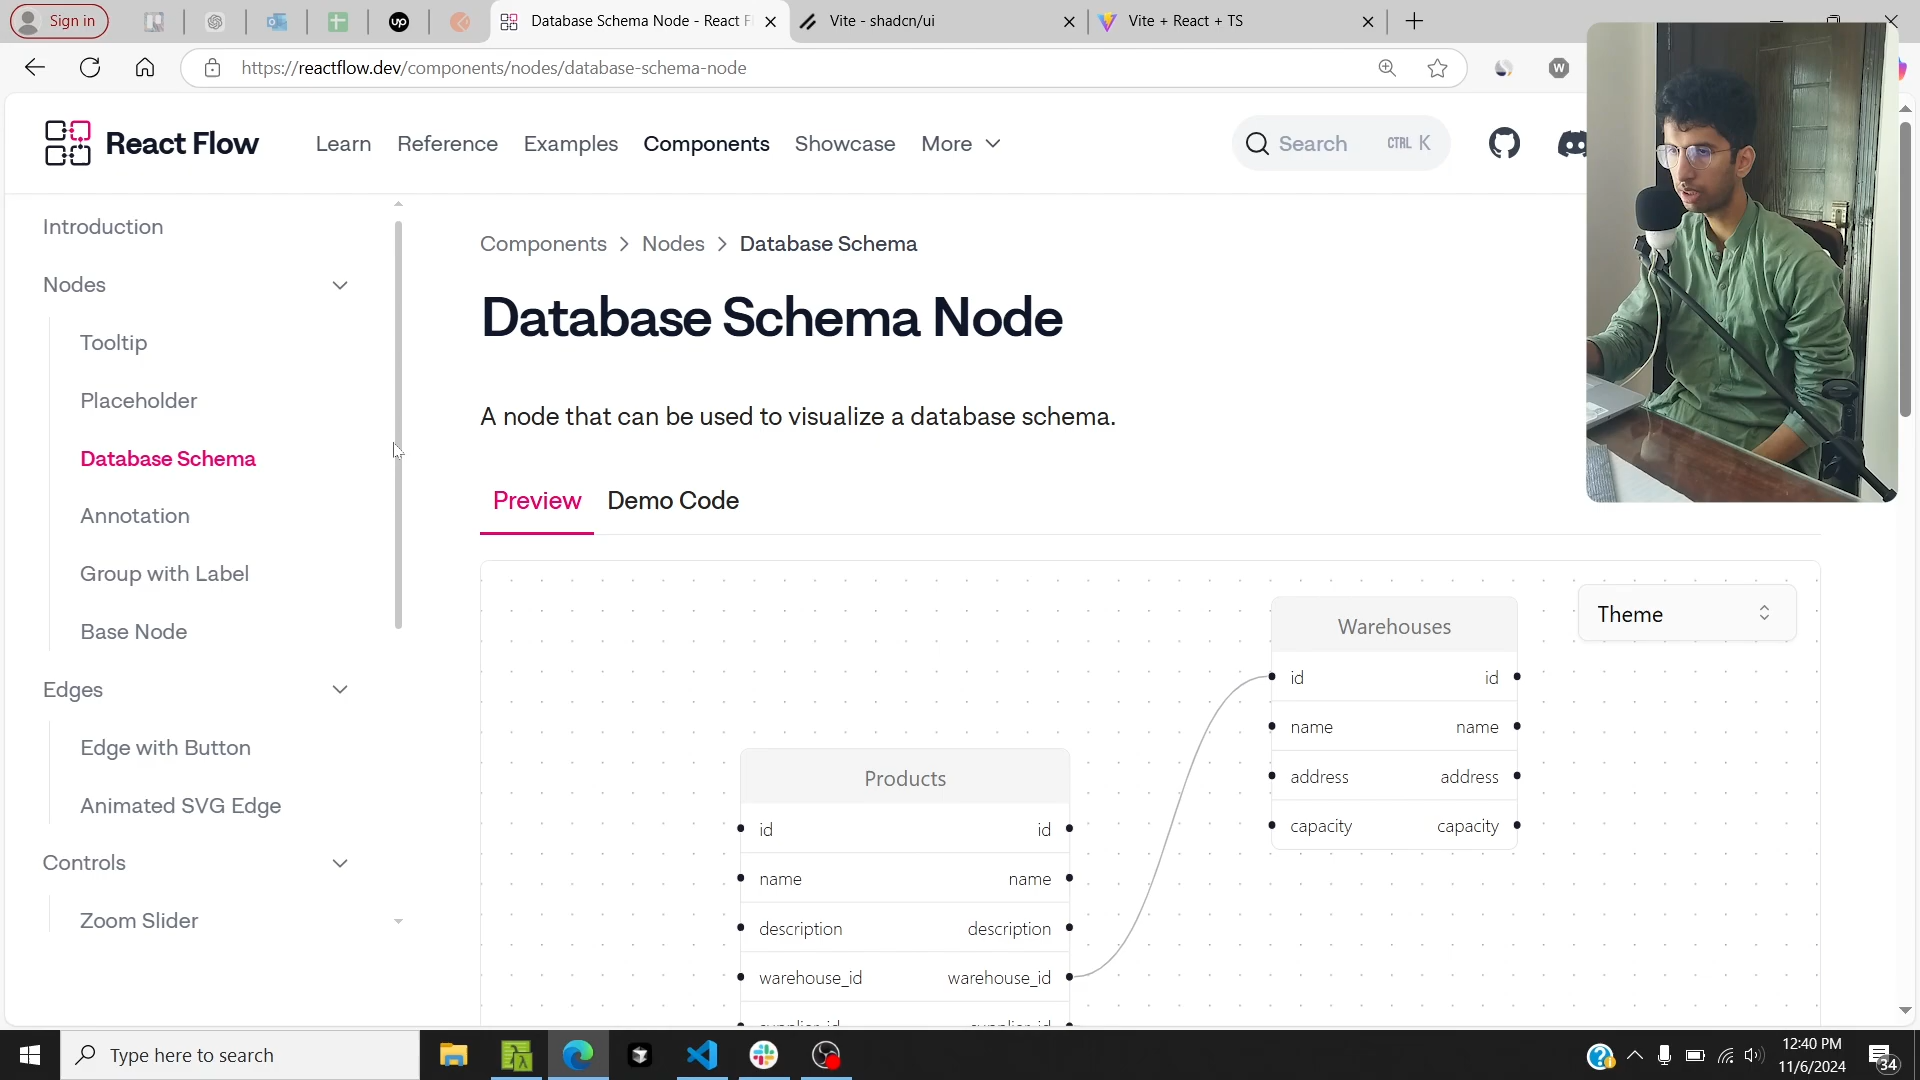 Sign in
up
Database Schema Node - React Fl
Vite - shadcn/ui
Vite + React + TS
https://reactflow.dev/components/nodes/database-schema-node
W
React Flow
Learn
Reference
Examples
Components
Showcase
More
Search
CTRL K
Introduction
Nodes
Tooltip
Placeholder
Database Schema
Annotation
Group with Label
Base Node
Edges
Edge with Button
Animated SVG Edge
Controls
Zoom Slider
Components > Nodes > Database Schema
Database Schema Node
A node that can be used to visualize a database schema.
Preview
Demo Code
Theme
Warehouses
id id
name name
address address
capacity capacity
Products
id id
name name
description description
warehouse_id warehouse_id
Type here to search
12:40 PM
11/6/2024
34